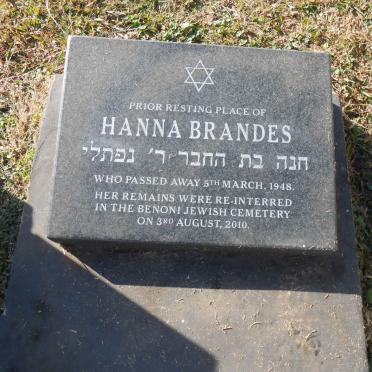 PRIOR RESTING PLACE OF
HANNA BRANDES
חנה בת החבר ר' נפתלי
WHO PASSED AWAY 5TH MARCH, 1948.
HER REMAINS WERE RE-INTERRED
IN THE BENONI JEWISH CEMETERY
ON 3RD AUGUST, 2010.